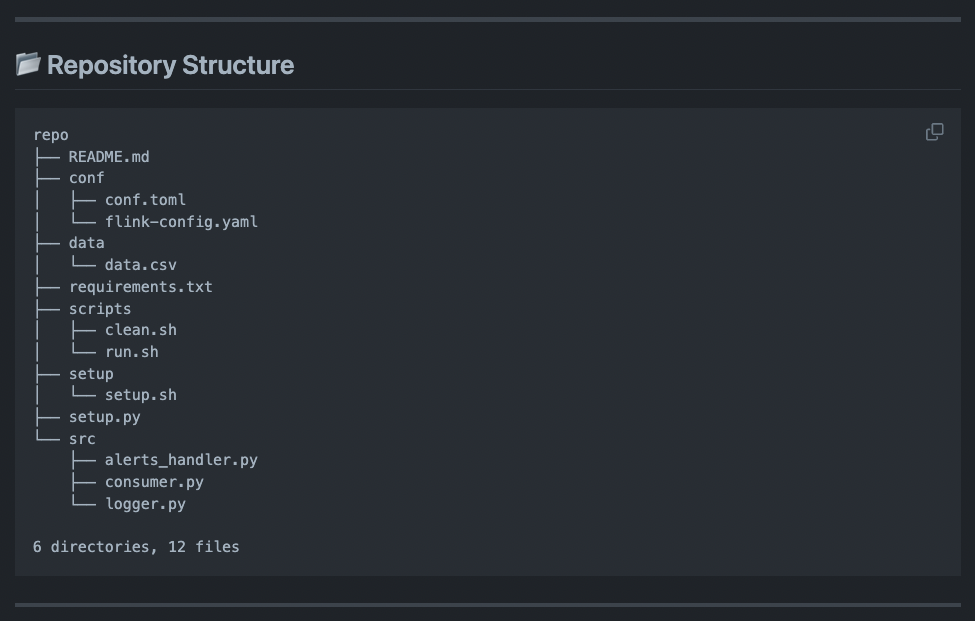 📂 Repository Structure
repo
├── README.md
├── conf
│   ├── conf.toml
│   └── flink-config.yaml
├── data
│   └── data.csv
├── requirements.txt
├── scripts
│   ├── clean.sh
│   └── run.sh
├── setup
│   └── setup.sh
├── setup.py
└── src
    ├── alerts_handler.py
    ├── consumer.py
    └── logger.py
6 directories, 12 files